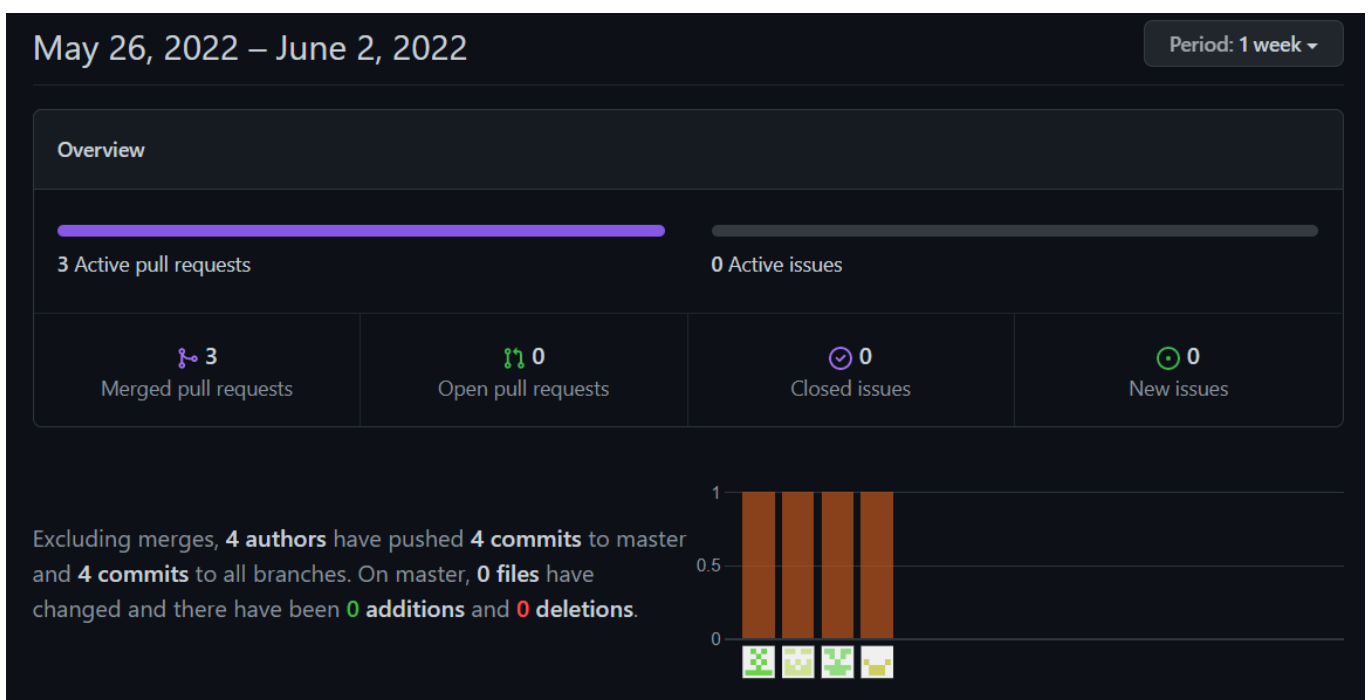 May 26, 2022 – June 2, 2022
Period: 1 week
Overview
3 Active pull requests
0 Active issues
3
Merged pull requests
0
Open pull requests
0
Closed issues
0
New issues
Excluding merges, 4 authors have pushed 4 commits to master
and 4 commits to all branches. On master, 0 files have
changed and there have been 0 additions and 0 deletions.
1
0.5
0